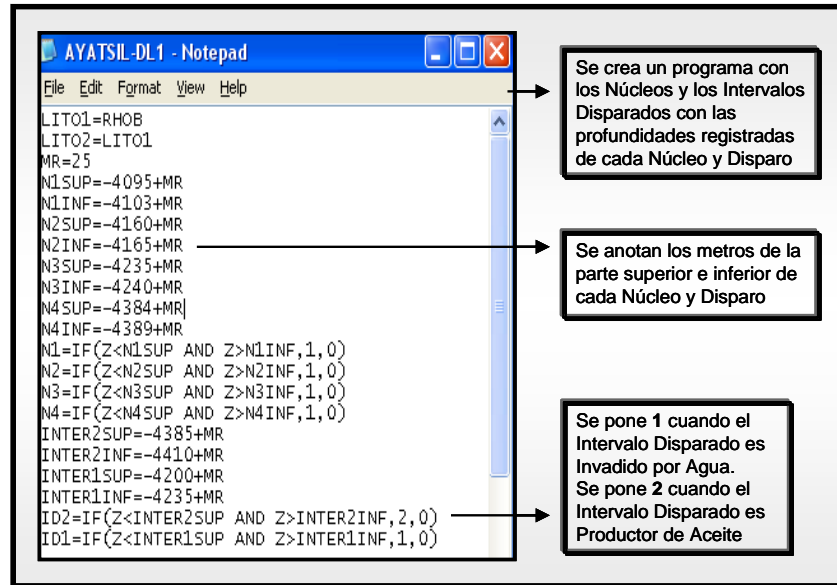 AYATSIL-DL1 - Notepad
File Edit Format View Help
LITO1=RHOB
LITO2=LITO1
MR=25
N1SUP=-4095+MR
N1INF=-4103+MR
N2SUP=-4160+MR
N2INF=-4165+MR
N3SUP=-4235+MR
N3INF=-4240+MR
N4SUP=-4384+MR
N4INF=-4389+MR
N1=IF(Z<N1SUP AND Z>N1INF,1,0)
N2=IF(Z<N2SUP AND Z>N2INF,1,0)
N3=IF(Z<N3SUP AND Z>N3INF,1,0)
N4=IF(Z<N4SUP AND Z>N4INF,1,0)
INTER2SUP=-4385+MR
INTER2INF=-4410+MR
INTER1SUP=-4200+MR
INTER1INF=-4235+MR
ID2=IF(Z<INTER2SUP AND Z>INTER2INF,2,0)
ID1=IF(Z<INTER1SUP AND Z>INTER1INF,1,0)
Se crea un programa con
los Núcleos y los Intervalos
Disparados con las
profundidades registradas
de cada Núcleo y Disparo
Se anotan los metros de la
parte superior e inferior de
cada Núcleo y Disparo
Se pone 1 cuando el
Intervalo Disparado es
Invadido por Agua.
Se pone 2 cuando el
Intervalo Disparado es
Productor de Aceite